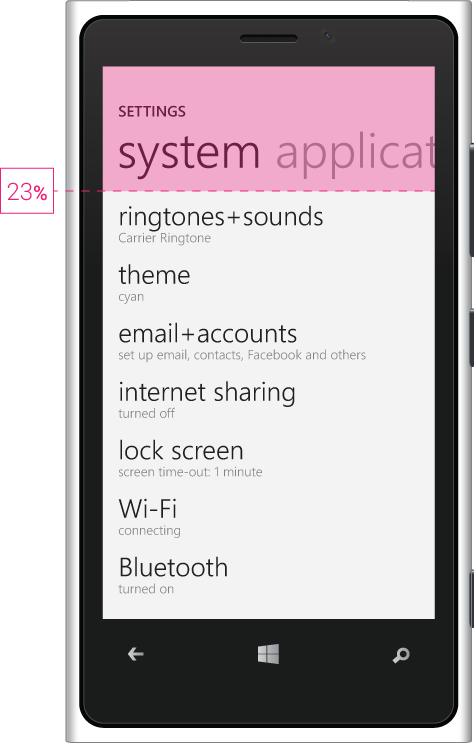 SETTINGS
system applicat
23%
ringtones+sounds
Carrier Ringtone
theme
cyan
email+accounts
set up email, contacts, Facebook and others
internet sharing
turned off
lock screen
screen time-out: 1 minute
Wi-Fi
connecting
Bluetooth
turned on